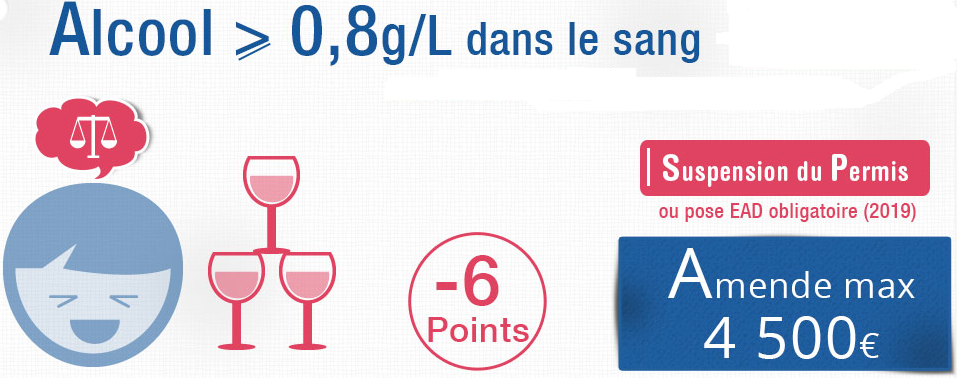 Alcool ⩾ 0,8g/L dans le sang
Suspension du Permis
ou pose EAD obligatoire (2019)
-6
Points
Amende max
4 500€